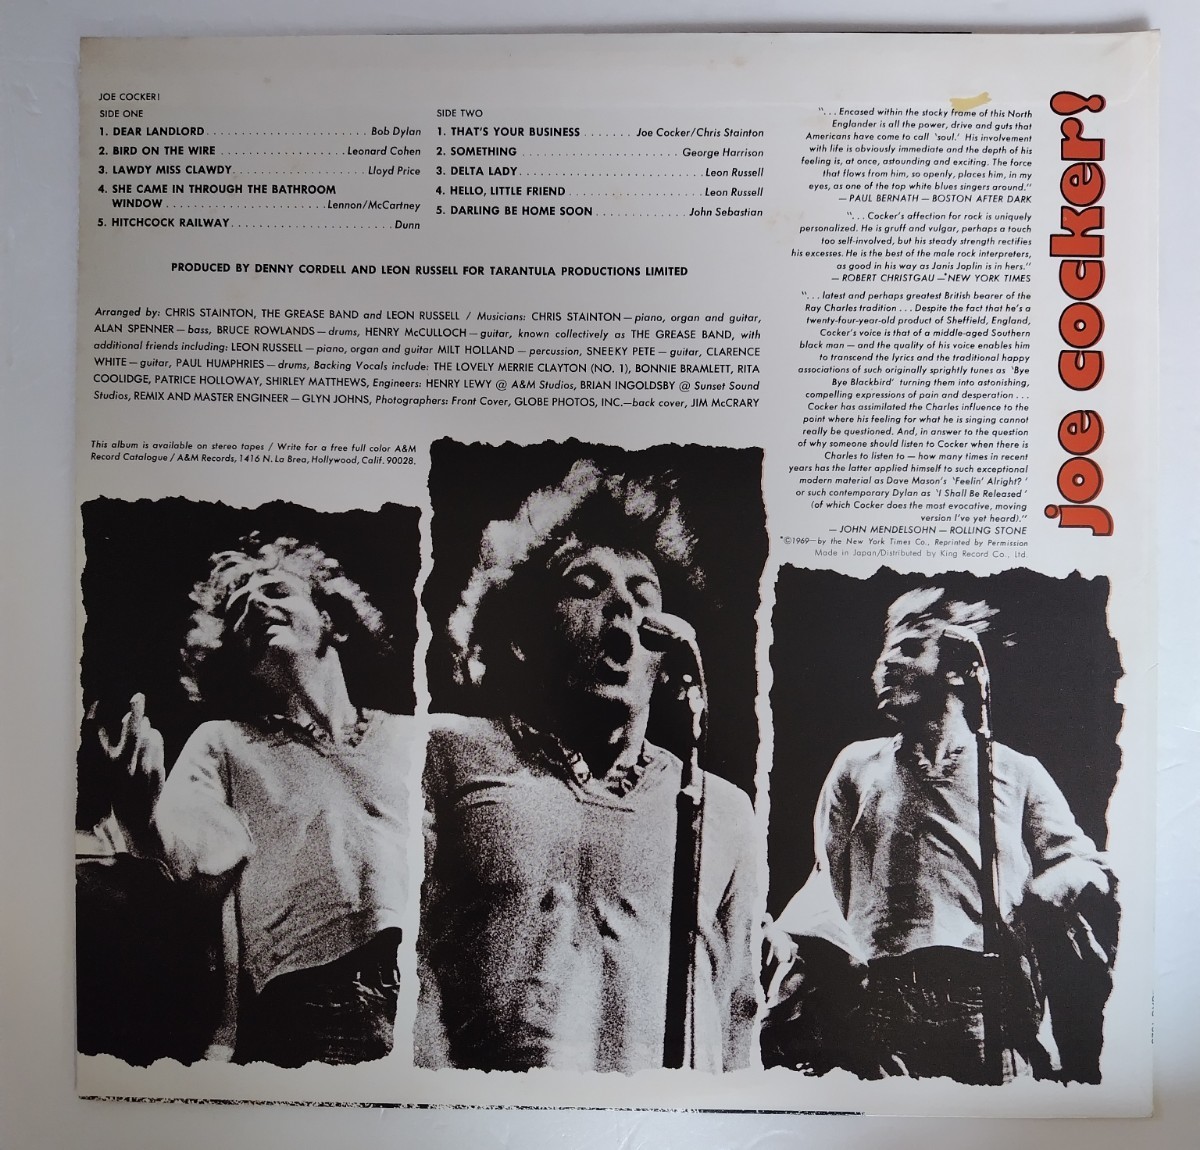 JOE COCKER!
SIDE ONE
1. DEAR LANDLORD . . . . . . . . . . . . . . . . . . . . . . . Bob Dylan
2. BIRD ON THE WIRE . . . . . . . . . . . . . . . . . . Leonard Cohen
3. LAWDY MISS CLAWDY. . . . . . . . . . . . . . . . . . . Lloyd Price
4. SHE CAME IN THROUGH THE BATHROOM
WINDOW . . . . . . . . . . . . . . . . . . . . . . . Lennon/McCartney
5. HITCHCOCK RAILWAY. . . . . . . . . . . . . . . . . . . . . . . Dunn
SIDE TWO
1. THAT'S YOUR BUSINESS . . . . . . . Joe Cocker/Chris Stainton
2. SOMETHING . . . . . . . . . . . . . . . . . . . . . . . George Harrison
3. DELTA LADY. . . . . . . . . . . . . . . . . . . . . . . . . . Leon Russell
4. HELLO, LITTLE FRIEND . . . . . . . . . . . . . . . . . . . Leon Russell
5. DARLING BE HOME SOON . . . . . . . . . . . . . John Sebastian
PRODUCED BY DENNY CORDELL AND LEON RUSSELL FOR TARANTULA PRODUCTIONS LIMITED
Arranged by: CHRIS STAINTON, THE GREASE BAND and LEON RUSSELL / Musicians: CHRIS STAINTON — piano, organ and guitar,
ALAN SPENNER — bass, BRUCE ROWLANDS — drums, HENRY McCULLOCH — guitar, known collectively as THE GREASE BAND, with
additional friends including: LEON RUSSELL — piano, organ and guitar MILT HOLLAND — percussion, SNEEKY PETE — guitar, CLARENCE
WHITE — guitar, PAUL HUMPHRIES — drums, Backing Vocals include: THE LOVELY MERRIE CLAYTON (NO. 1), BONNIE BRAMLETT, RITA
COOLIDGE, PATRICE HOLLOWAY, SHIRLEY MATTHEWS, Engineers: HENRY LEWY @ A&M Studios, BRIAN INGOLDSBY @ Sunset Sound
Studios, REMIX AND MASTER ENGINEER — GLYN JOHNS, Photographers: Front Cover, GLOBE PHOTOS, INC.—back cover, JIM McCRARY
This album is available on stereo tapes / Write for a free full color A&M
Record Catalogue / A&M Records, 1416 N. La Brea, Hollywood, Calif. 90028.
"... Encased within the stocky frame of this North
Englander is all the power, drive and guts that
Americans have come to call 'soul.' His involvement
with life is obviously immediate and the depth of his
feeling is, at once, astounding and exciting. The force
that flows from him, so openly, places him, in my
eyes, as one of the top white blues singers around."
— PAUL BERNATH — BOSTON AFTER DARK
"... Cocker's affection for rock is uniquely
personalized. He is gruff and vulgar, perhaps a touch
too self-involved, but his steady strength rectifies
his excesses. He is the best of the male rock interpreters,
as good in his way as Janis Joplin is in hers."
— ROBERT CHRISTGAU —*NEW YORK TIMES
"... latest and perhaps greatest British bearer of the
Ray Charles tradition ... Despite the fact that he's a
twenty-four-year-old product of Sheffield, England,
Cocker's voice is that of a middle-aged Southern
black man — and the quality of his voice enables him
to transcend the lyrics and the traditional happy
associations of such originally sprightly tunes as 'Bye
Bye Blackbird' turning them into astonishing,
compelling expressions of pain and desperation ...
Cocker has assimilated the Charles influence to the
point where his feeling for what he is singing cannot
really be questioned. And, in answer to the question
of why someone should listen to Cocker when there is
Charles to listen to — how many times in recent
years has the latter applied himself to such exceptional
modern material as Dave Mason's 'Feelin' Alright?'
or such contemporary Dylan as 'I Shall Be Released'
(of which Cocker does the most evocative, moving
version I've yet heard)."
— JOHN MENDELSOHN — ROLLING STONE
*©1969—by the New York Times Co., Reprinted by Permission
Made in Japan/Distributed by King Record Co., Ltd.
joe cocker!